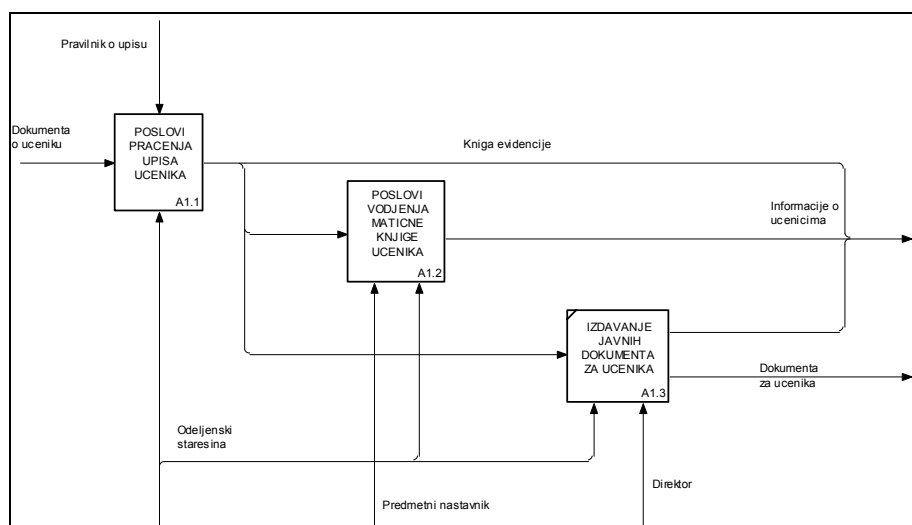 Pravilnik o upisu
Dokumenta
o uceniku
POSLOVI
PRACENJA
UPISA
UCENIKA
A1.1
Knjiga evidencije
POSLOVI
VODJENJA
MATICNE
KNJIGE
UCENIKA
A1.2
Informacije o
ucenicima
IZDAVANJE
JAVNIH
DOKUMENTA
ZA UCENIKA
A1.3
Dokumenta
za ucenika
Odeljenski
staresina
Predmetni nastavnik
Direktor